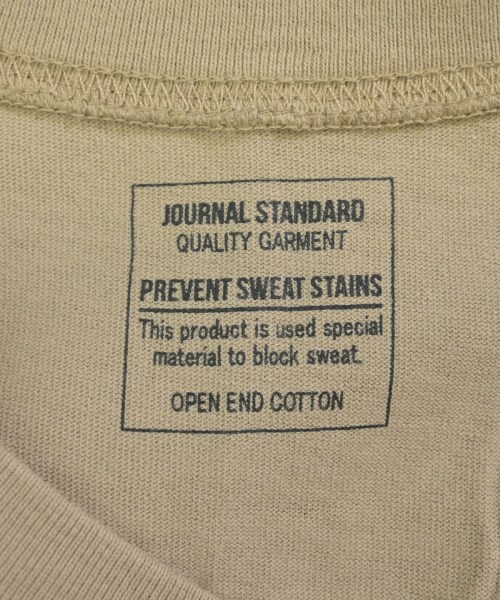 JOURNAL STANDARD
QUALITY GARMENT
PREVENT SWEAT STAINS
This product is used special
material to block sweat.
OPEN END COTTON